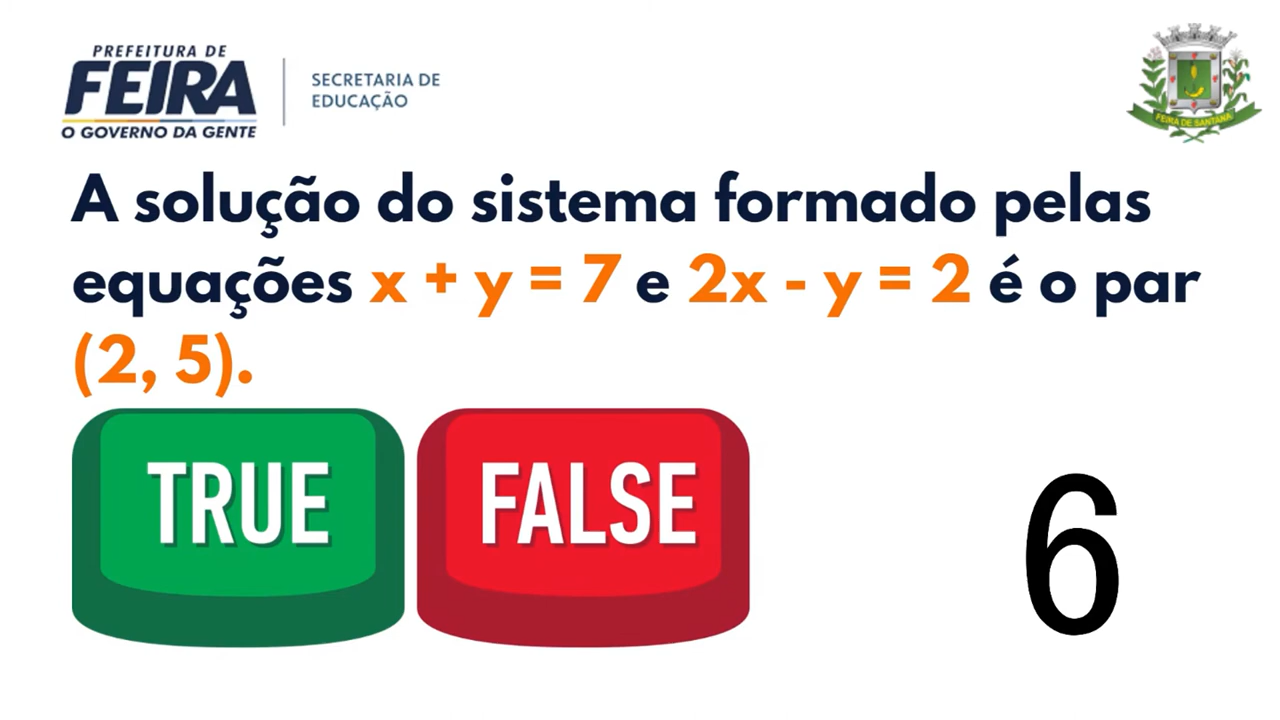 PREFEITURA DE
FEIRA
O GOVERNO DA GENTE
SECRETARIA DE
EDUCAÇÃO
FEIRA DE SANTANA
A solução do sistema formado pelas
equações x + y = 7 e 2x - y = 2 é o par
(2, 5).
TRUE
FALSE
6